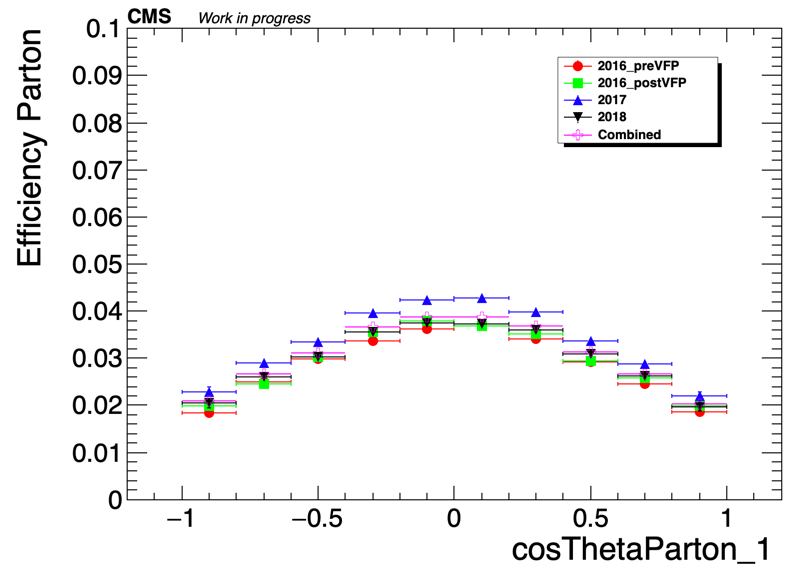 CMS Work in progress
Efficiency Parton
0.1
0.09
0.08
0.07
0.06
0.05
0.04
0.03
0.02
0.01
0
2016_preVFP
2016_postVFP
2017
2018
Combined
−1 −0.5 0 0.5 1
cosThetaParton_1